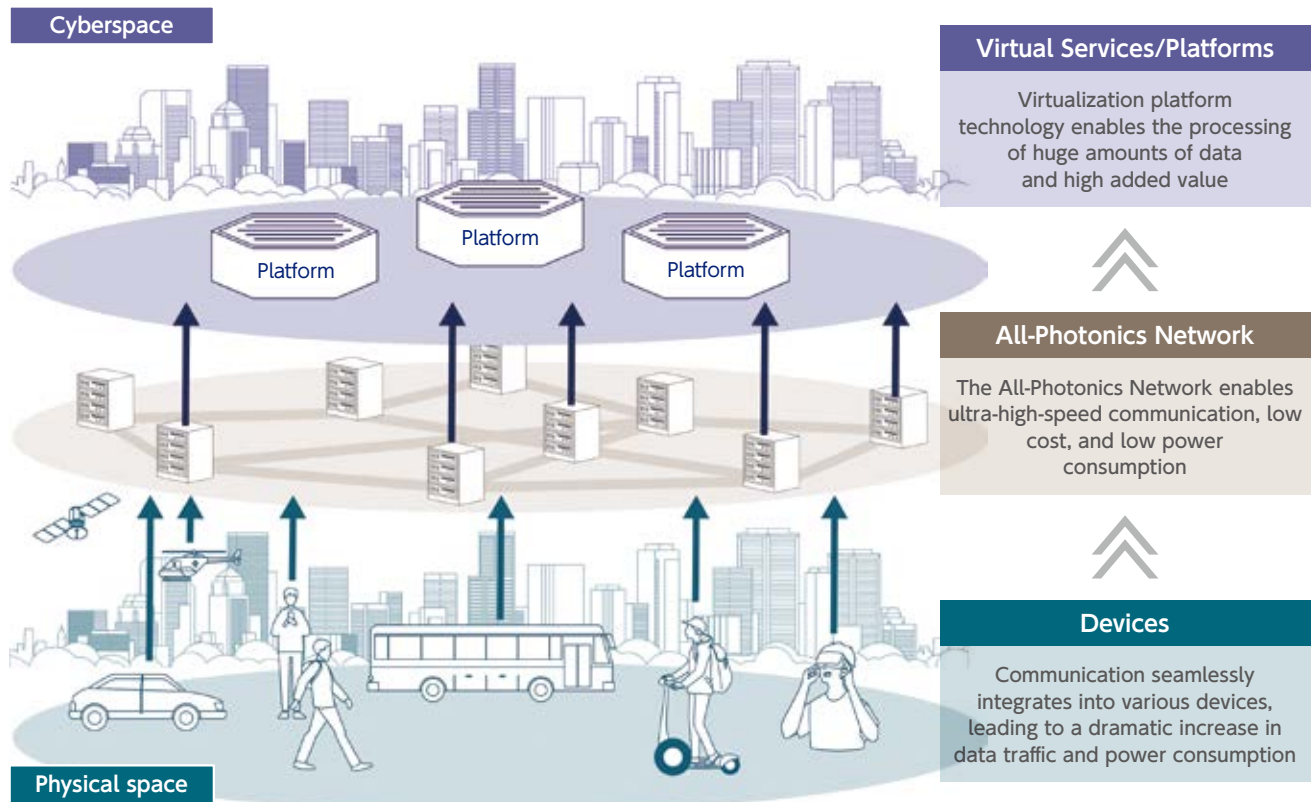 Cyberspace
Platform
Platform
Platform
Physical space
Virtual Services/Platforms
Virtualization platform
technology enables the processing
of huge amounts of data
and high added value
All-Photonics Network
The All-Photonics Network enables
ultra-high-speed communication, low
cost, and low power
consumption
Devices
Communication seamlessly
integrates into various devices,
leading to a dramatic increase in
data traffic and power consumption